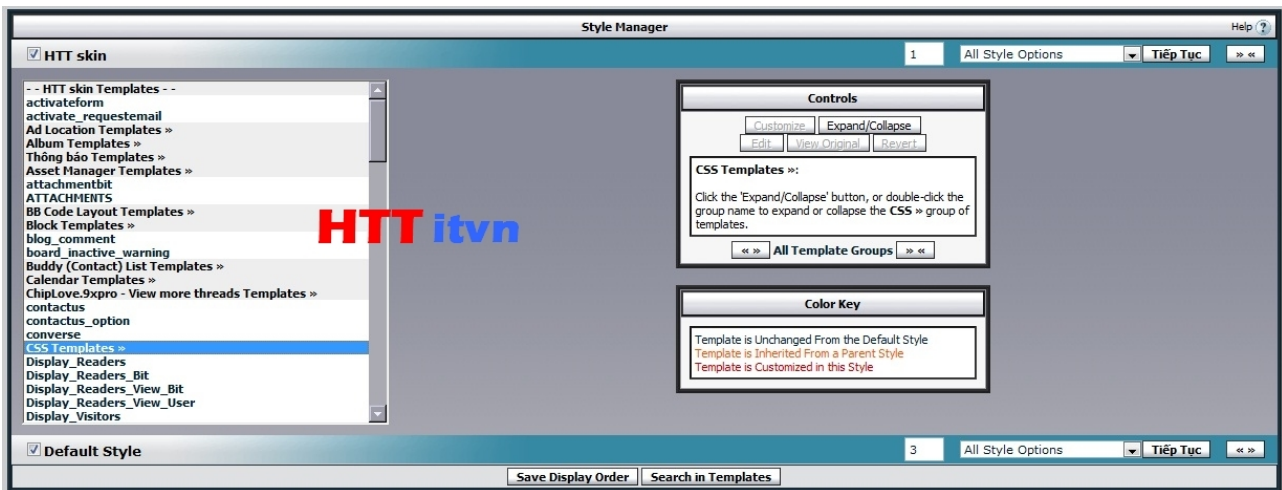 Style Manager
Help ?
HTT skin
1
All Style Options
Tiếp Tục
» «
- - HTT skin Templates - -
activateform
activate_requestemail
Ad Location Templates »
Album Templates »
Thông báo Templates »
Asset Manager Templates »
attachmentbit
ATTACHMENTS
BB Code Layout Templates »
Block Templates »
blog_comment
board_inactive_warning
Buddy (Contact) List Templates »
Calendar Templates »
ChipLove.9xpro - View more threads Templates »
contactus
contactus_option
converse
CSS Templates »
Display_Readers
Display_Readers_Bit
Display_Readers_View_Bit
Display_Readers_View_User
Display_Visitors
HTT itvn
Controls
Customize Expand/Collapse
Edit View Original Revert
CSS Templates »:
Click the 'Expand/Collapse' button, or double-click the
group name to expand or collapse the CSS » group of
templates.
« » All Template Groups » «
Color Key
Template is Unchanged From the Default Style
Template is Inherited From a Parent Style
Template is Customized in this Style
Default Style
3
All Style Options
Tiếp Tục
« »
Save Display Order Search in Templates